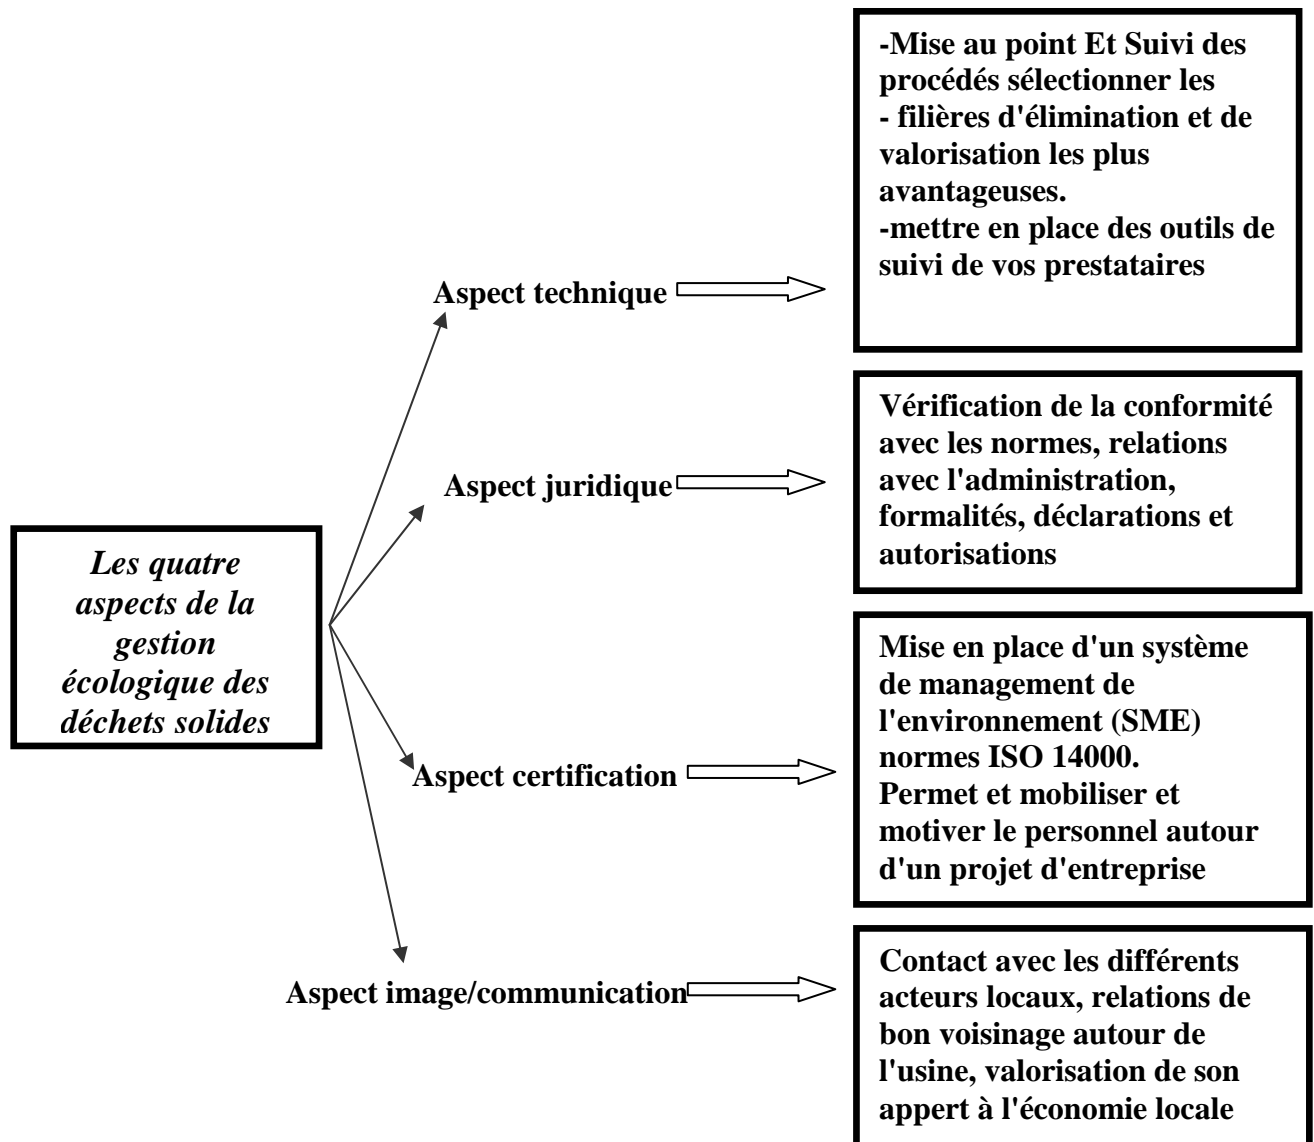 -Mise au point Et Suivi des
procédés sélectionner les
- filières d'élimination et de
valorisation les plus
avantageuses.
-mettre en place des outils de
suivi de vos prestataires
Aspect technique
Vérification de la conformité
avec les normes, relations
avec l'administration,
formalités, déclarations et
autorisations
Aspect juridique
Les quatre
aspects de la
gestion
écologique des
déchets solides
Mise en place d'un système
de management de
l'environnement (SME)
normes ISO 14000.
Permet et mobiliser et
motiver le personnel autour
d'un projet d'entreprise
Aspect certification
Contact avec les différents
acteurs locaux, relations de
bon voisinage autour de
l'usine, valorisation de son
appert à l'économie locale
Aspect image/communication